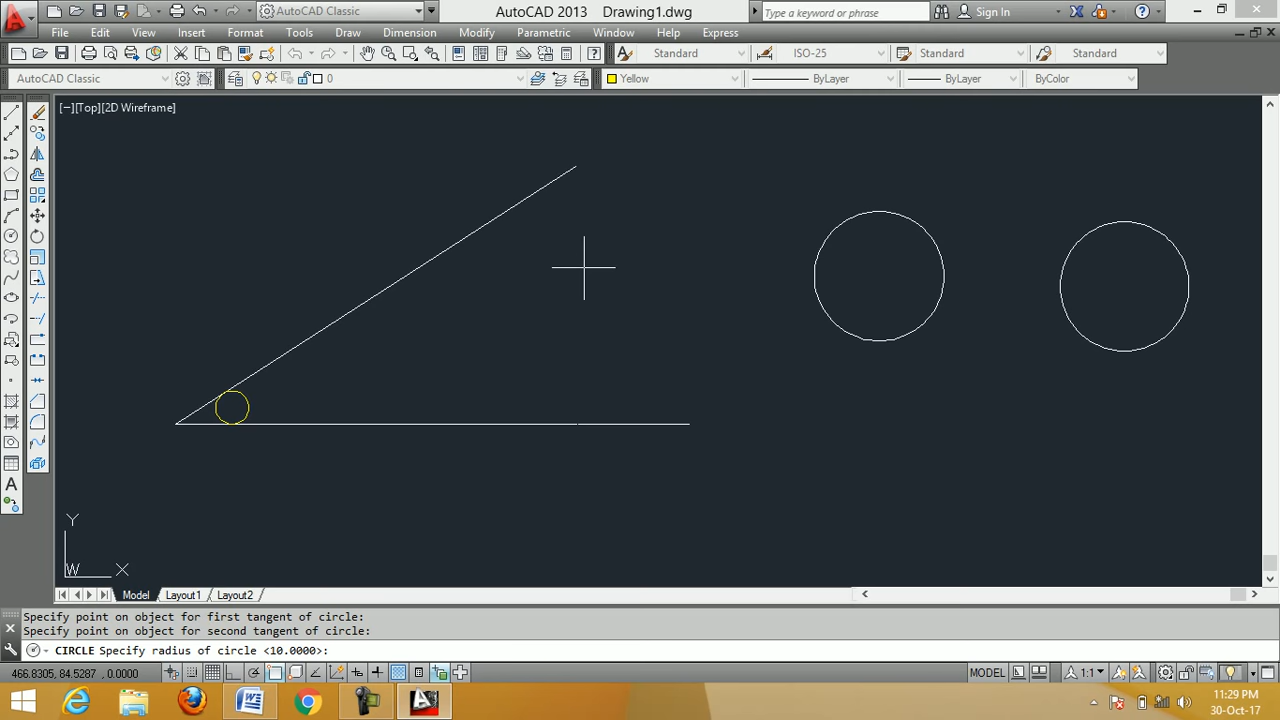 AutoCAD Classic
AutoCAD 2013 Drawing1.dwg
Type a keyword or phrase
Sign In
File Edit View Insert Format Tools Draw Dimension Modify Parametric Window Help Express
Standard ISO-25 Standard Standard
AutoCAD Classic 0 Yellow ByLayer ByLayer ByColor
[−][Top][2D Wireframe]
A
Y
W X
Model Layout1 Layout2
Specify point on object for first tangent of circle:
Specify point on object for second tangent of circle:
CIRCLE Specify radius of circle <10.0000>:
466.8305, 84.5287, 0.0000 MODEL 1:1
11:29 PM
30-Oct-17